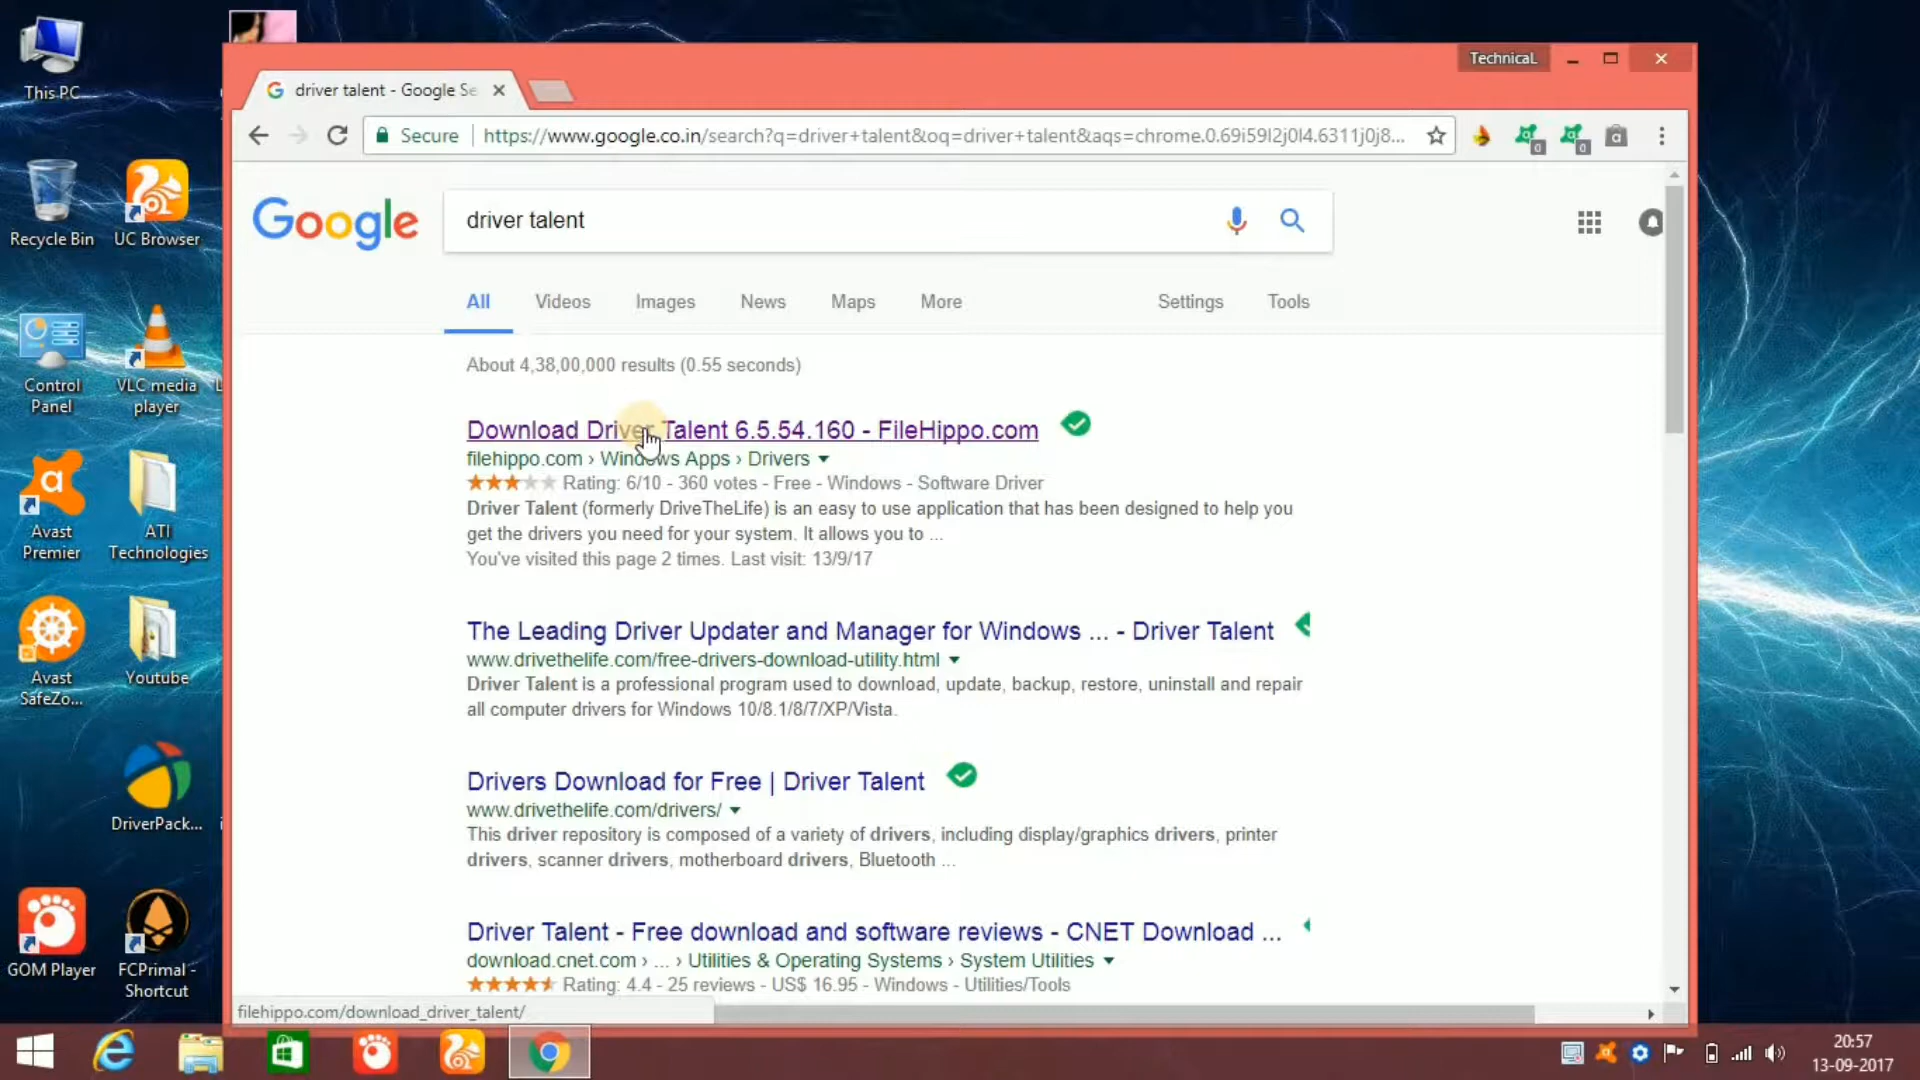 This PC
Recycle Bin
UC Browser
Control
Panel
VLC media
player
Avast
Premier
ATI
Technologies
Avast
SafeZo...
Youtube
DriverPack...
GOM Player
FCPrimal -
Shortcut
TechnicaL
driver talent - Google Se
Secure
https://www.google.co.in/search?q=driver+talent&oq=driver+talent&aqs=chrome.0.69i59l2j0l4.6311j0j8...
0
0
Google
driver talent
All
Videos
Images
News
Maps
More
Settings
Tools
About 4,38,00,000 results (0.55 seconds)
Download Driver Talent 6.5.54.160 - FileHippo.com
filehippo.com › Windows Apps › Drivers
Rating: 6/10 - 360 votes - Free - Windows - Software Driver
Driver Talent (formerly DriveTheLife) is an easy to use application that has been designed to help you
get the drivers you need for your system. It allows you to ...
You've visited this page 2 times. Last visit: 13/9/17
The Leading Driver Updater and Manager for Windows ... - Driver Talent
www.drivethelife.com/free-drivers-download-utility.html
Driver Talent is a professional program used to download, update, backup, restore, uninstall and repair
all computer drivers for Windows 10/8.1/8/7/XP/Vista.
Drivers Download for Free | Driver Talent
www.drivethelife.com/drivers/
This driver repository is composed of a variety of drivers, including display/graphics drivers, printer
drivers, scanner drivers, motherboard drivers, Bluetooth ...
Driver Talent - Free download and software reviews - CNET Download ...
download.cnet.com › ... › Utilities & Operating Systems › System Utilities
Rating: 4.4 - 25 reviews - US$ 16.95 - Windows - Utilities/Tools
filehippo.com/download_driver_talent/
20:57
13-09-2017